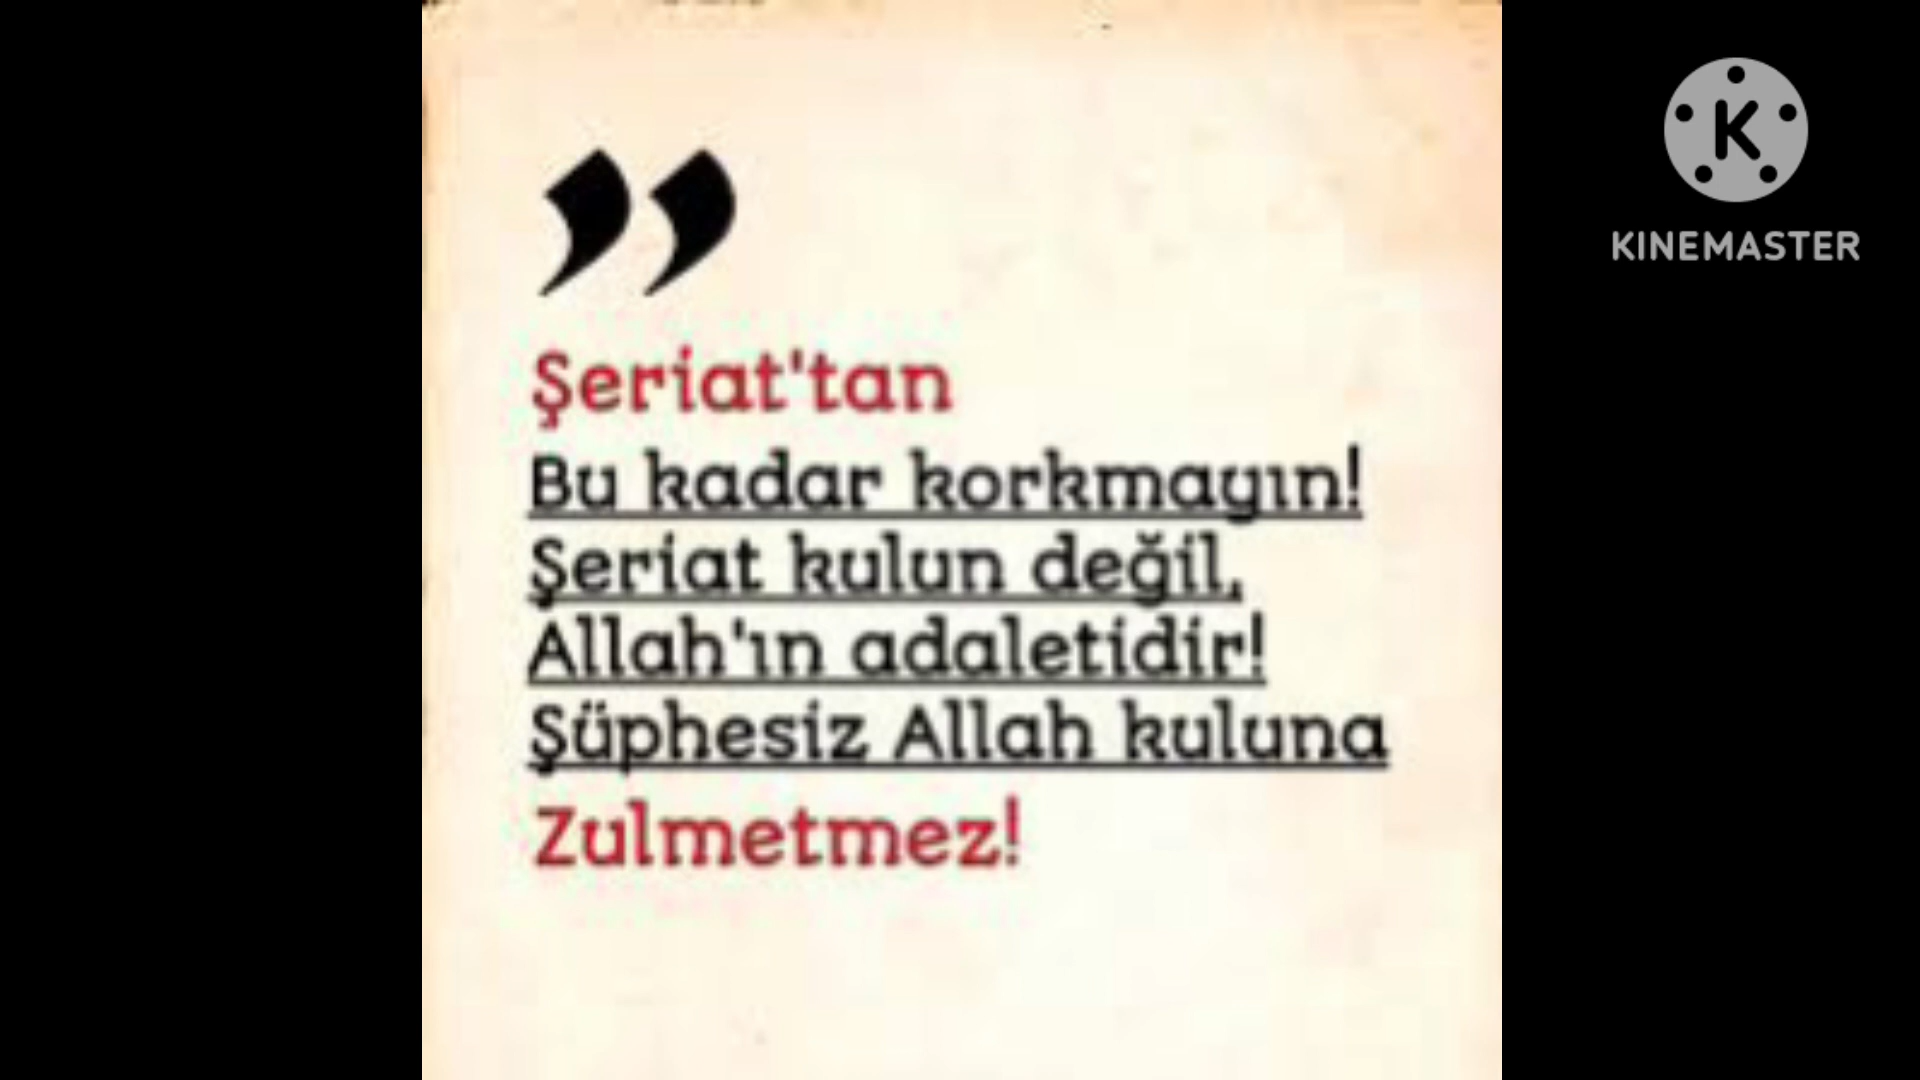 Şeriat'tan
Bu kadar korkmayın!
Şeriat kulun değil,
Allah'ın adaletidir!
Şüphesiz Allah kuluna
Zulmetmez!
K
KINEMASTER